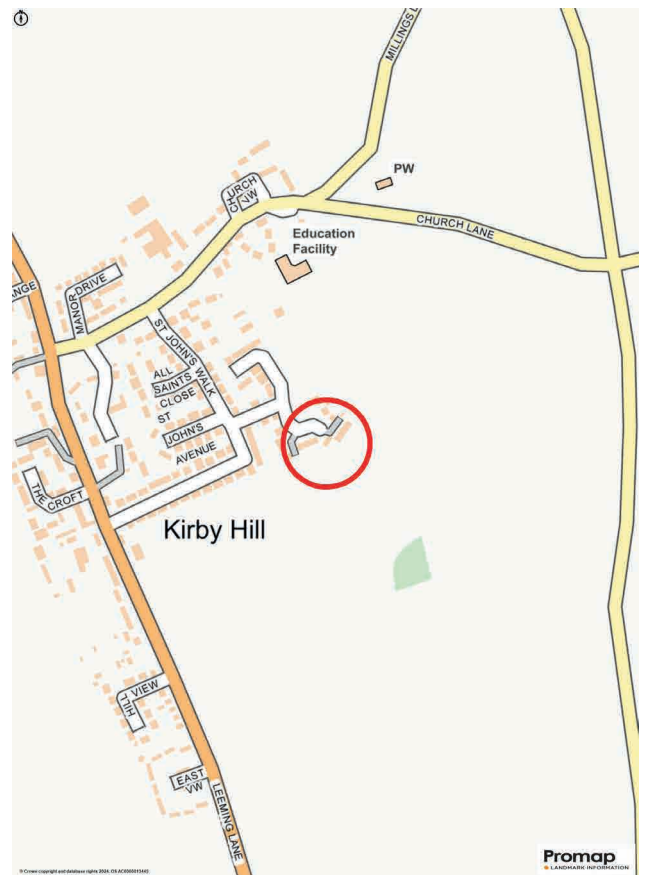 MILLINGS L
PW
CHURCH
VW
CHURCH LANE
Education
Facility
ANGE
MANOR
DRIVE
ST JOHN'S WALK
ALL
SAINTS
CLOSE
ST
JOHN'S
AVENUE
THE CROFT
Kirby Hill
HILL
VIEW
EAST
VW
LEEMING LANE
Promap
LANDMARK INFORMATION